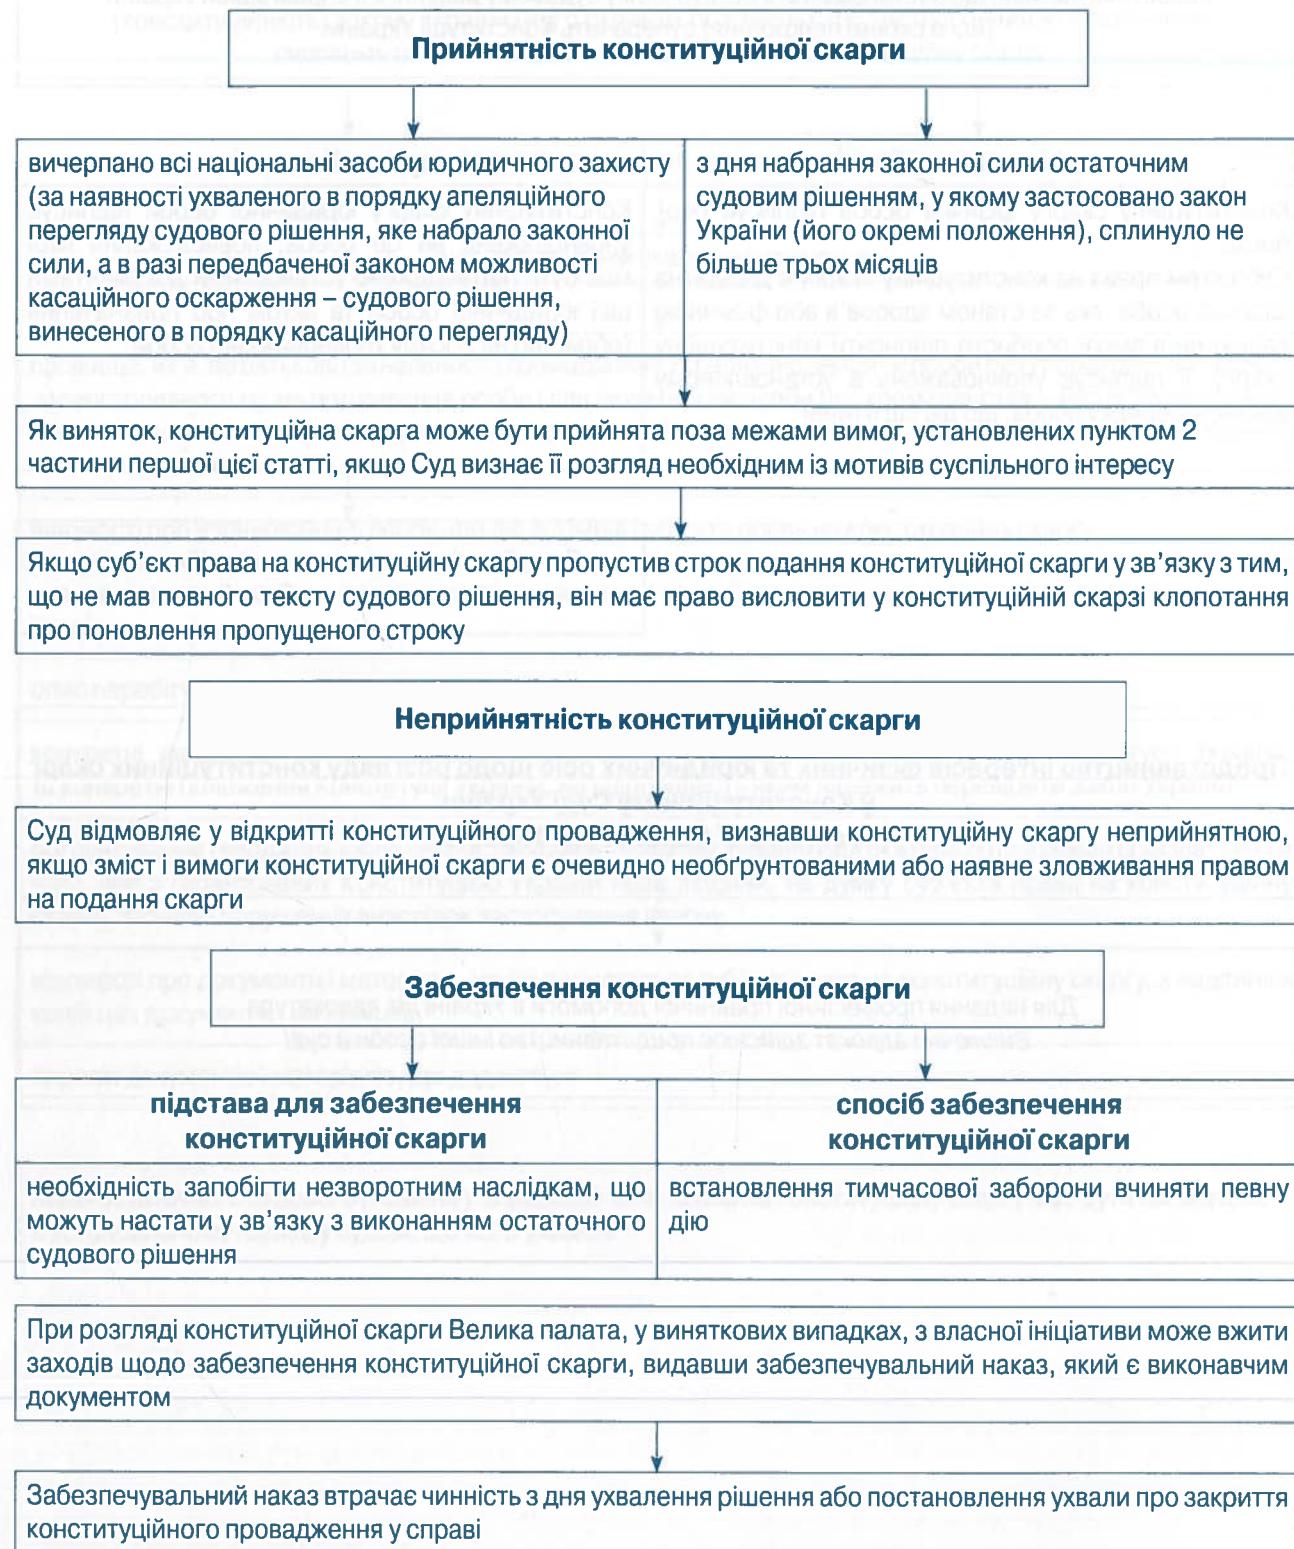 Прийнятність конституційної скарги
вичерпано всі національні засоби юридичного захисту
(за наявності ухваленого в порядку апеляційного
перегляду судового рішення, яке набрало законної
сили, а в разі передбаченої законом можливості
касаційного оскарження – судового рішення,
винесеного в порядку касаційного перегляду)
з дня набрання законної сили остаточним
судовим рішенням, у якому застосовано закон
України (його окремі положення), сплинуло не
більше трьох місяців
Як виняток, конституційна скарга може бути прийнята поза межами вимог, установлених пунктом 2
частини першої цієї статті, якщо Суд визнає її розгляд необхідним із мотивів суспільного інтересу
Якщо суб’єкт права на конституційну скаргу пропустив строк подання конституційної скарги у зв’язку з тим,
що не мав повного тексту судового рішення, він має право висловити у конституційній скарзі клопотання
про поновлення пропущеного строку
Неприйнятність конституційної скарги
Суд відмовляє у відкритті конституційного провадження, визнавши конституційну скаргу неприйнятною,
якщо зміст і вимоги конституційної скарги є очевидно необґрунтованими або наявне зловживання правом
на подання скарги
Забезпечення конституційної скарги
підстава для забезпечення
конституційної скарги
спосіб забезпечення
конституційної скарги
необхідність запобігти незворотним наслідкам, що
можуть настати у зв’язку з виконанням остаточного
судового рішення
встановлення тимчасової заборони вчиняти певну
дію
При розгляді конституційної скарги Велика палата, у виняткових випадках, з власної ініціативи може вжити
заходів щодо забезпечення конституційної скарги, видавши забезпечувальний наказ, який є виконавчим
документом
Забезпечувальний наказ втрачає чинність з дня ухвалення рішення або постановлення ухвали про закриття
конституційного провадження у справі